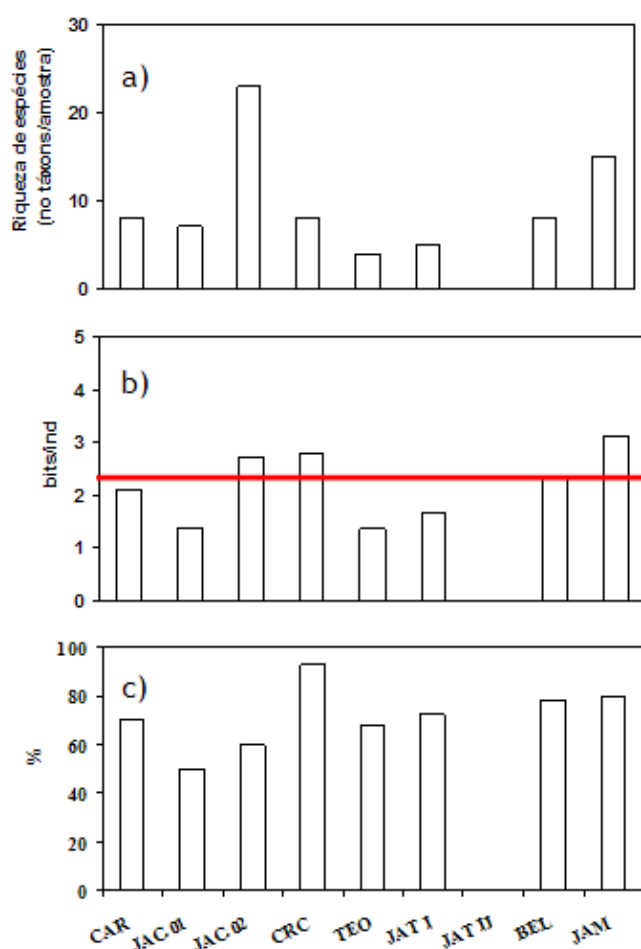 Riqueza de espécies
(no táxons/amostra)
a)
30
20
10
0
bits/ind
b)
5
4
3
2
1
0
%
c)
100
80
60
40
20
0
CAR JAC.01 JAC.02 CRC TEO JAT I JAT II BEL JAM